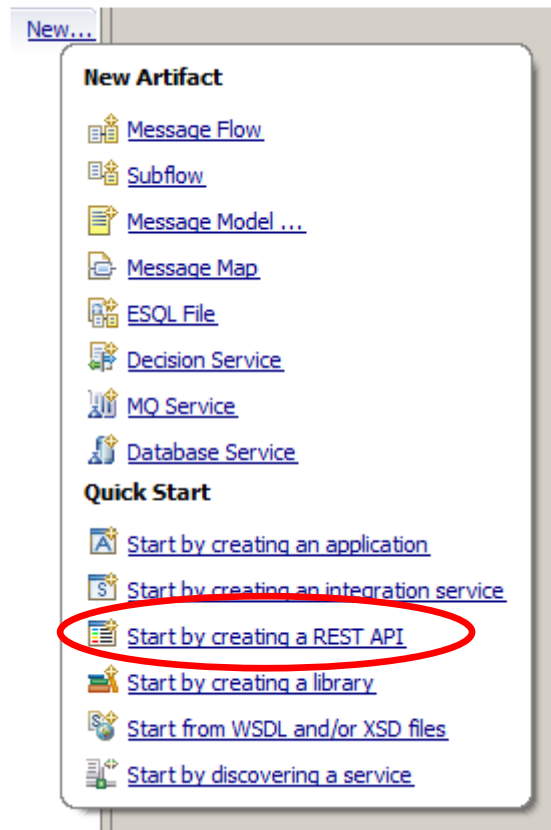 New...
New Artifact
Message Flow
Subflow
Message Model ...
Message Map
ESQL File
Decision Service
MQ Service
Database Service
Quick Start
Start by creating an application
Start by creating an integration service
Start by creating a REST API
Start by creating a library
Start from WSDL and/or XSD files
Start by discovering a service